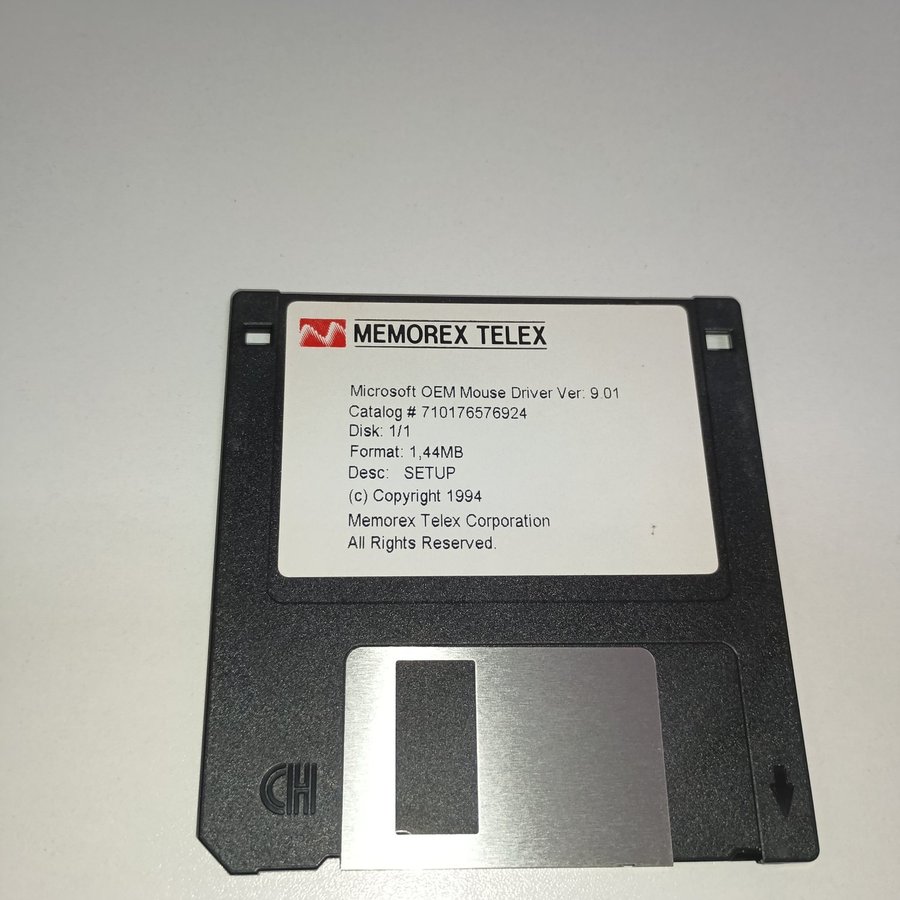 MEMOREX TELEX
Microsoft OEM Mouse Driver Ver: 9.01
Catalog # 710176576924
Disk: 1/1
Format: 1,44MB
Desc: SETUP
(c) Copyright 1994
Memorex Telex Corporation
All Rights Reserved.
CH